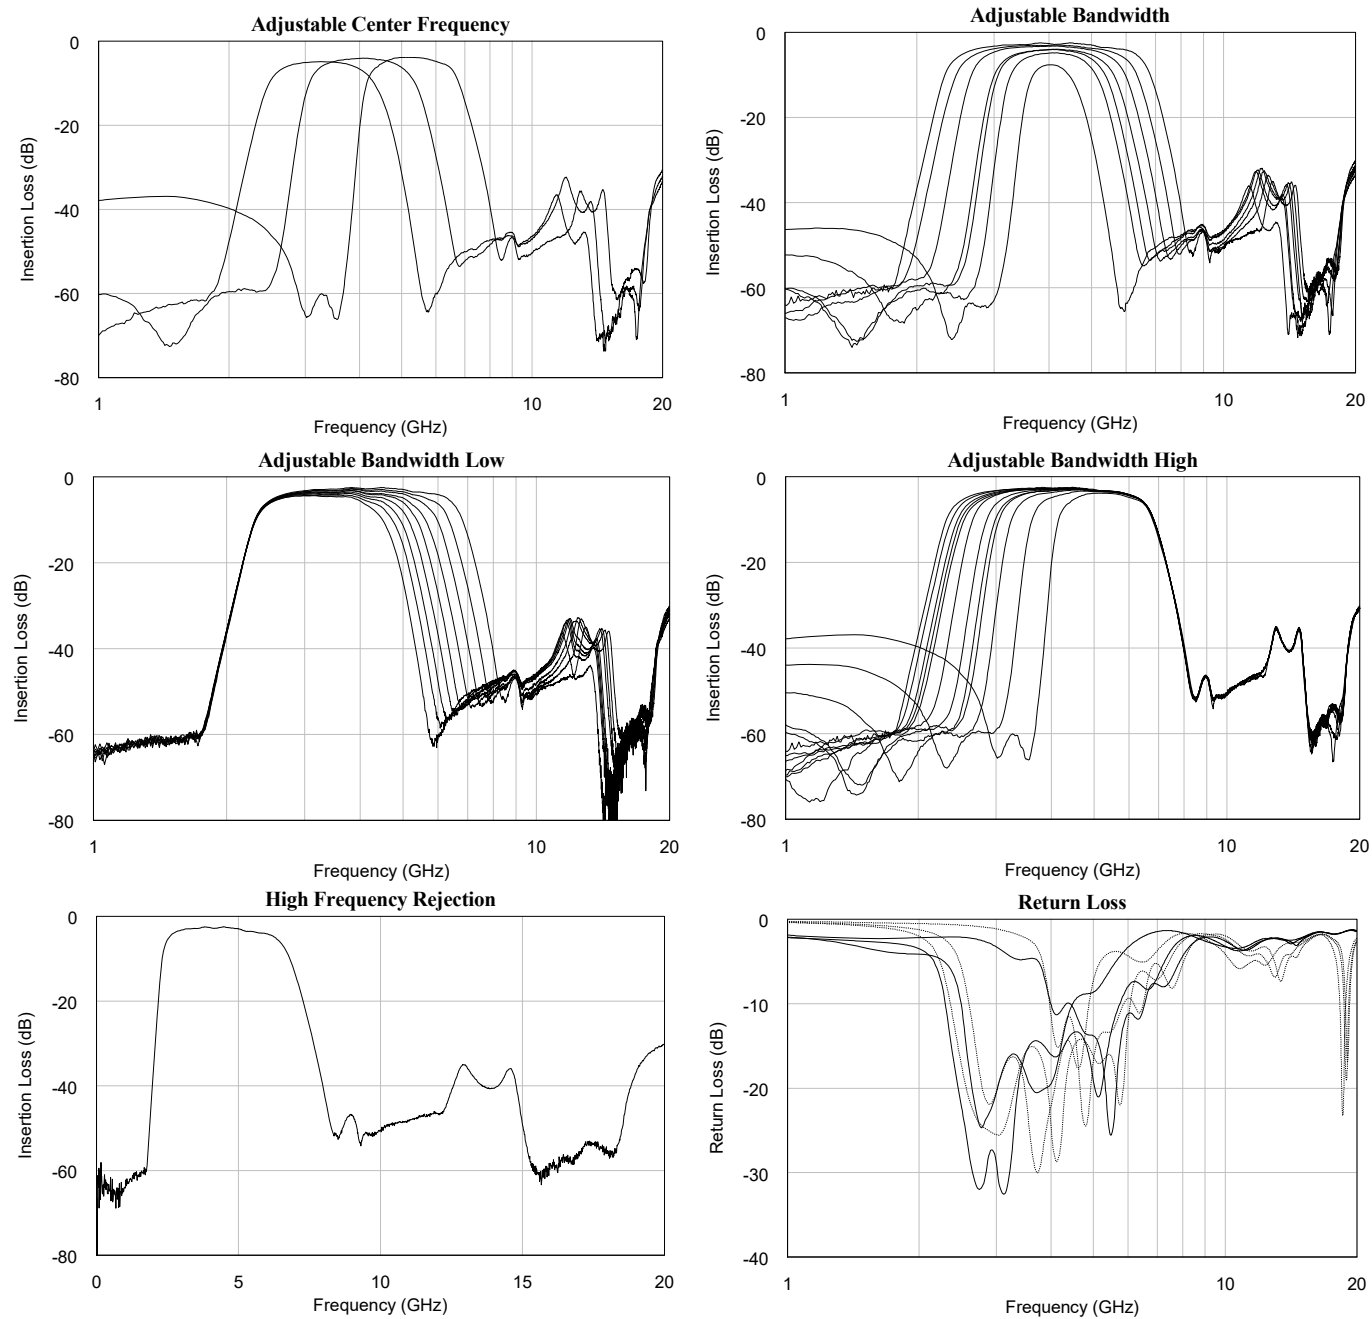 Adjustable Center Frequency
0
-20
-40
-60
-80
Insertion Loss (dB)
1
10
20
Frequency (GHz)
Adjustable Bandwidth
0
-20
-40
-60
-80
Insertion Loss (dB)
1
10
20
Frequency (GHz)
Adjustable Bandwidth Low
0
-20
-40
-60
-80
Insertion Loss (dB)
1
10
20
Frequency (GHz)
Adjustable Bandwidth High
0
-20
-40
-60
-80
Insertion Loss (dB)
1
10
20
Frequency (GHz)
High Frequency Rejection
0
-20
-40
-60
-80
Insertion Loss (dB)
0
5
10
15
20
Frequency (GHz)
Return Loss
0
-10
-20
-30
-40
Return Loss (dB)
1
10
20
Frequency (GHz)